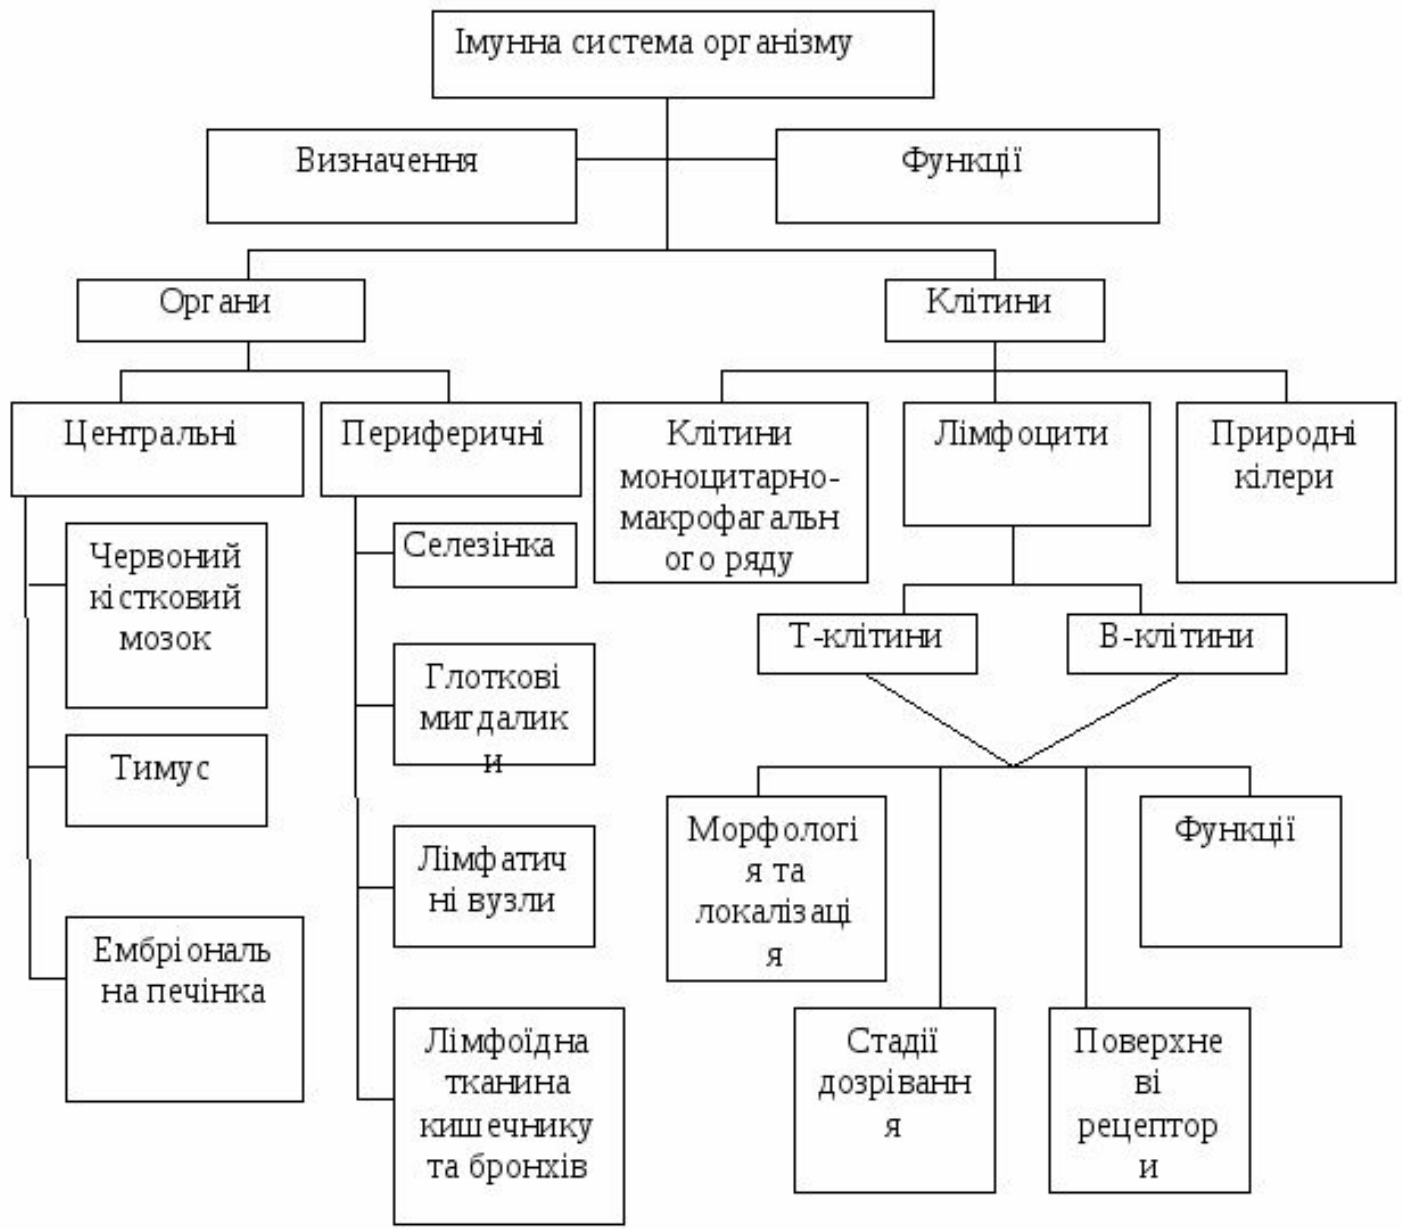 Імунна система організму
Визначення
Функції
Органи
Клітини
Центральні
Периферичні
Клітини
моноцитарно-
макрофагальн
ого ряду
Лімфоцити
Природні
кілери
Червоний
кістковий
мозок
Селезінка
Т-клітини
В-клітини
Глоткові
мигдалик
и
Тимус
Лімфатич
ні вузли
Морфологі
я та
локалізаці
я
Функції
Ембріональ
на печінка
Лімфоїдна
тканина
кишечнику
та бронхів
Стадії
дозріванн
я
Поверхне
ві
рецептор
и